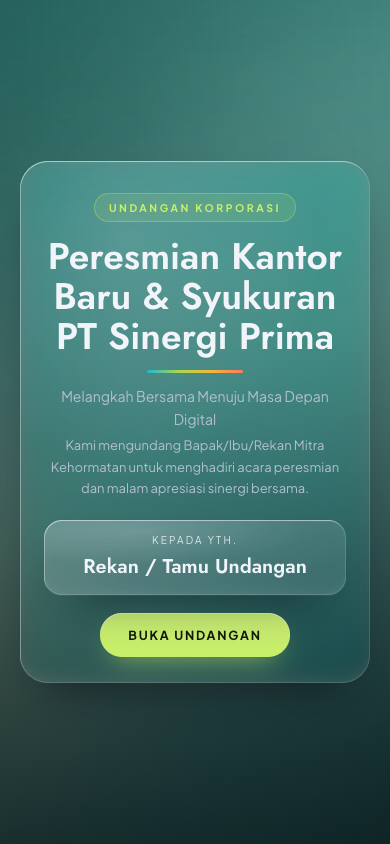 UNDANGAN KORPORASI
Peresmian Kantor
Baru & Syukuran
PT Sinergi Prima
Melangkah Bersama Menuju Masa Depan
Digital
Kami mengundang Bapak/Ibu/Rekan Mitra
Kehormatan untuk menghadiri acara peresmian
dan malam apresiasi sinergi bersama.
KEPADA YTH.
Rekan / Tamu Undangan
BUKA UNDANGAN